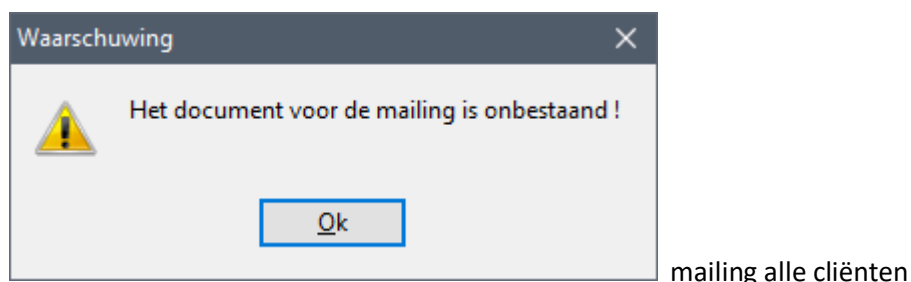 Waarschuwing
Het document voor de mailing is onbestaand !
Ok
mailing alle cliënten